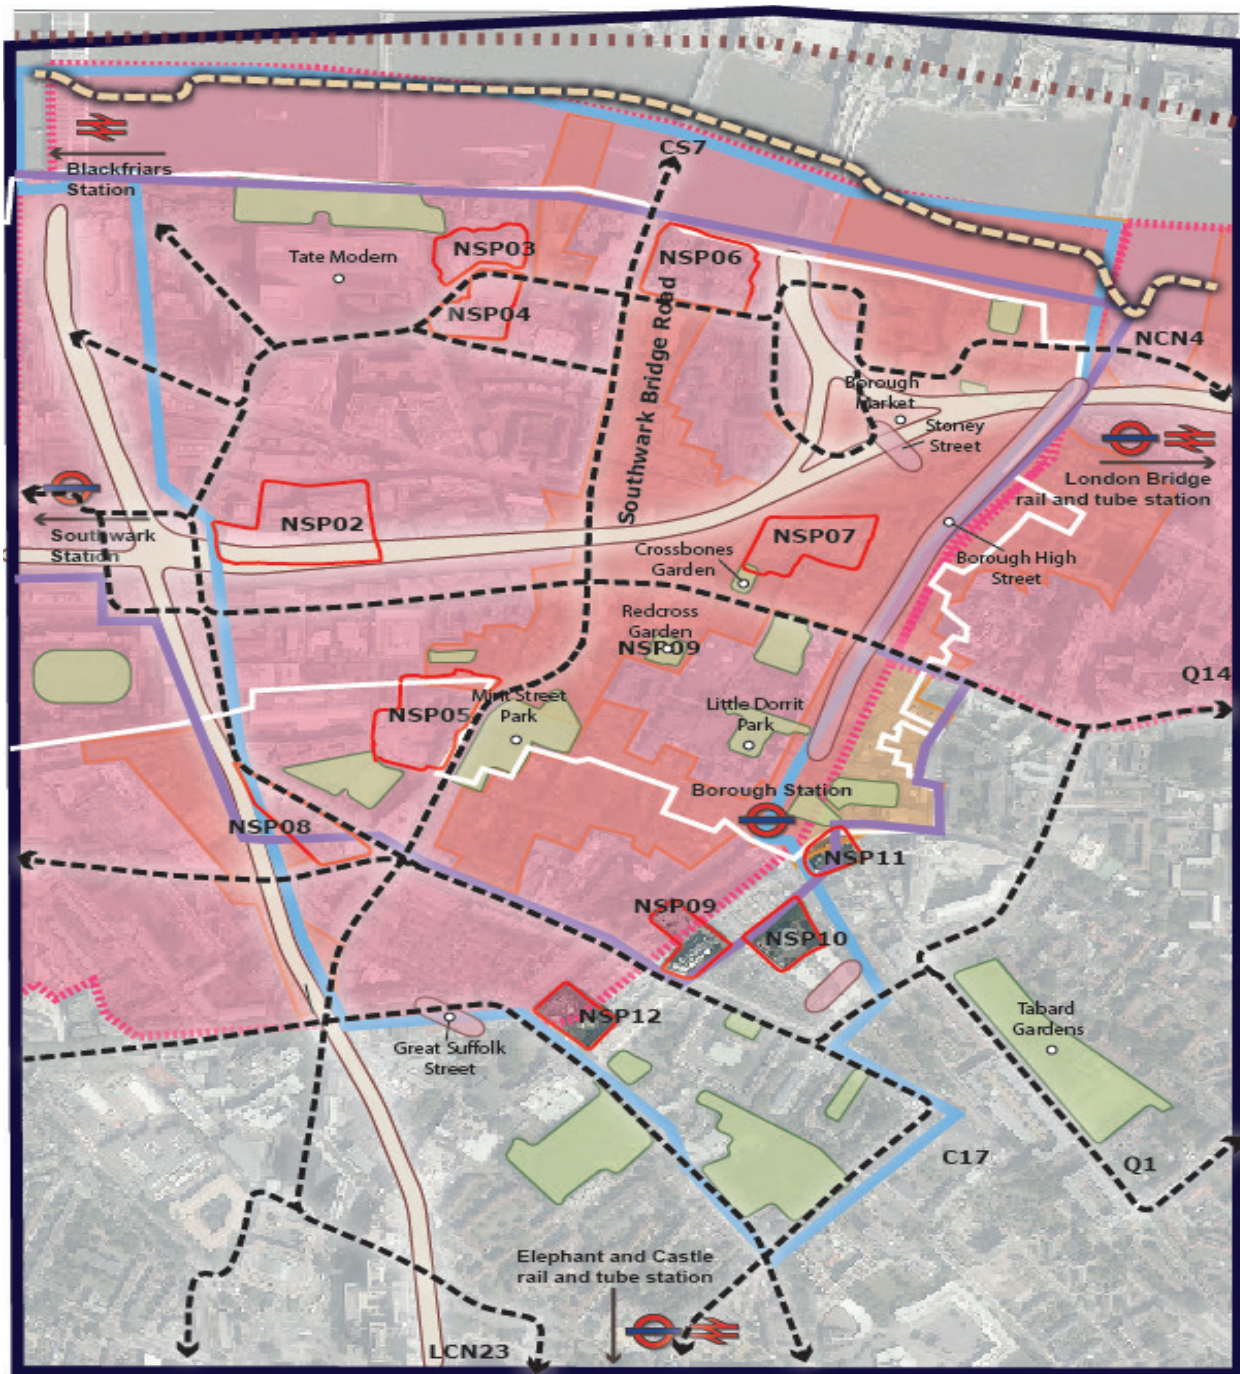 CS7
Blackfriars
Station
NSP03
NSP06
Tate Modern
NSP04
Southwark Bridge Road
NCN4
Borough
Market
Stoney
Street
London Bridge
rail and tube station
NSP02
Southwark
Station
NSP07
Crossbones
Garden
Borough High
Street
Redcross
Garden
NSP09
Q14
Mint Street
Park
NSP05
Little Dorrit
Park
Borough Station
NSP08
NSP11
NSP09
NSP10
NSP12
Tabard
Gardens
Great Suffolk
Street
C17
Q1
Elephant and Castle
rail and tube station
LCN23